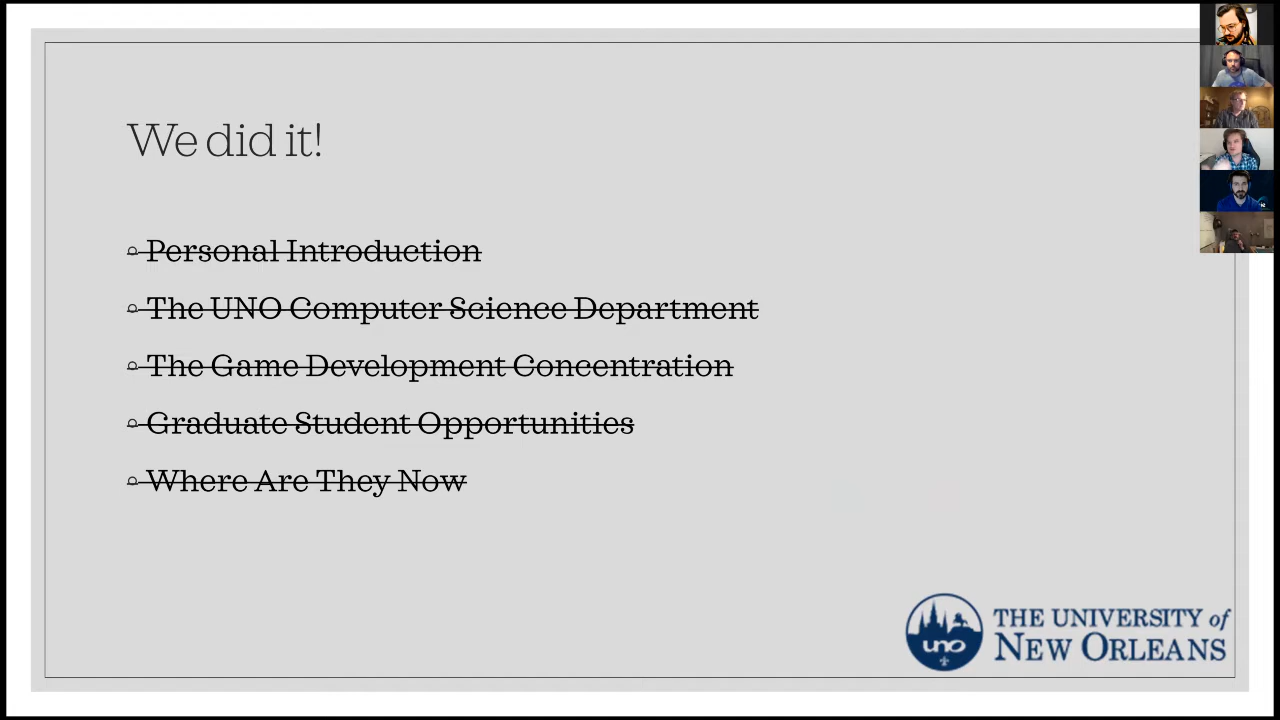 We did it!
Personal Introduction
The UNO Computer Science Department
The Game Development Concentration
Graduate Student Opportunities
Where Are They Now
uno
THE UNIVERSITY of
NEW ORLEANS